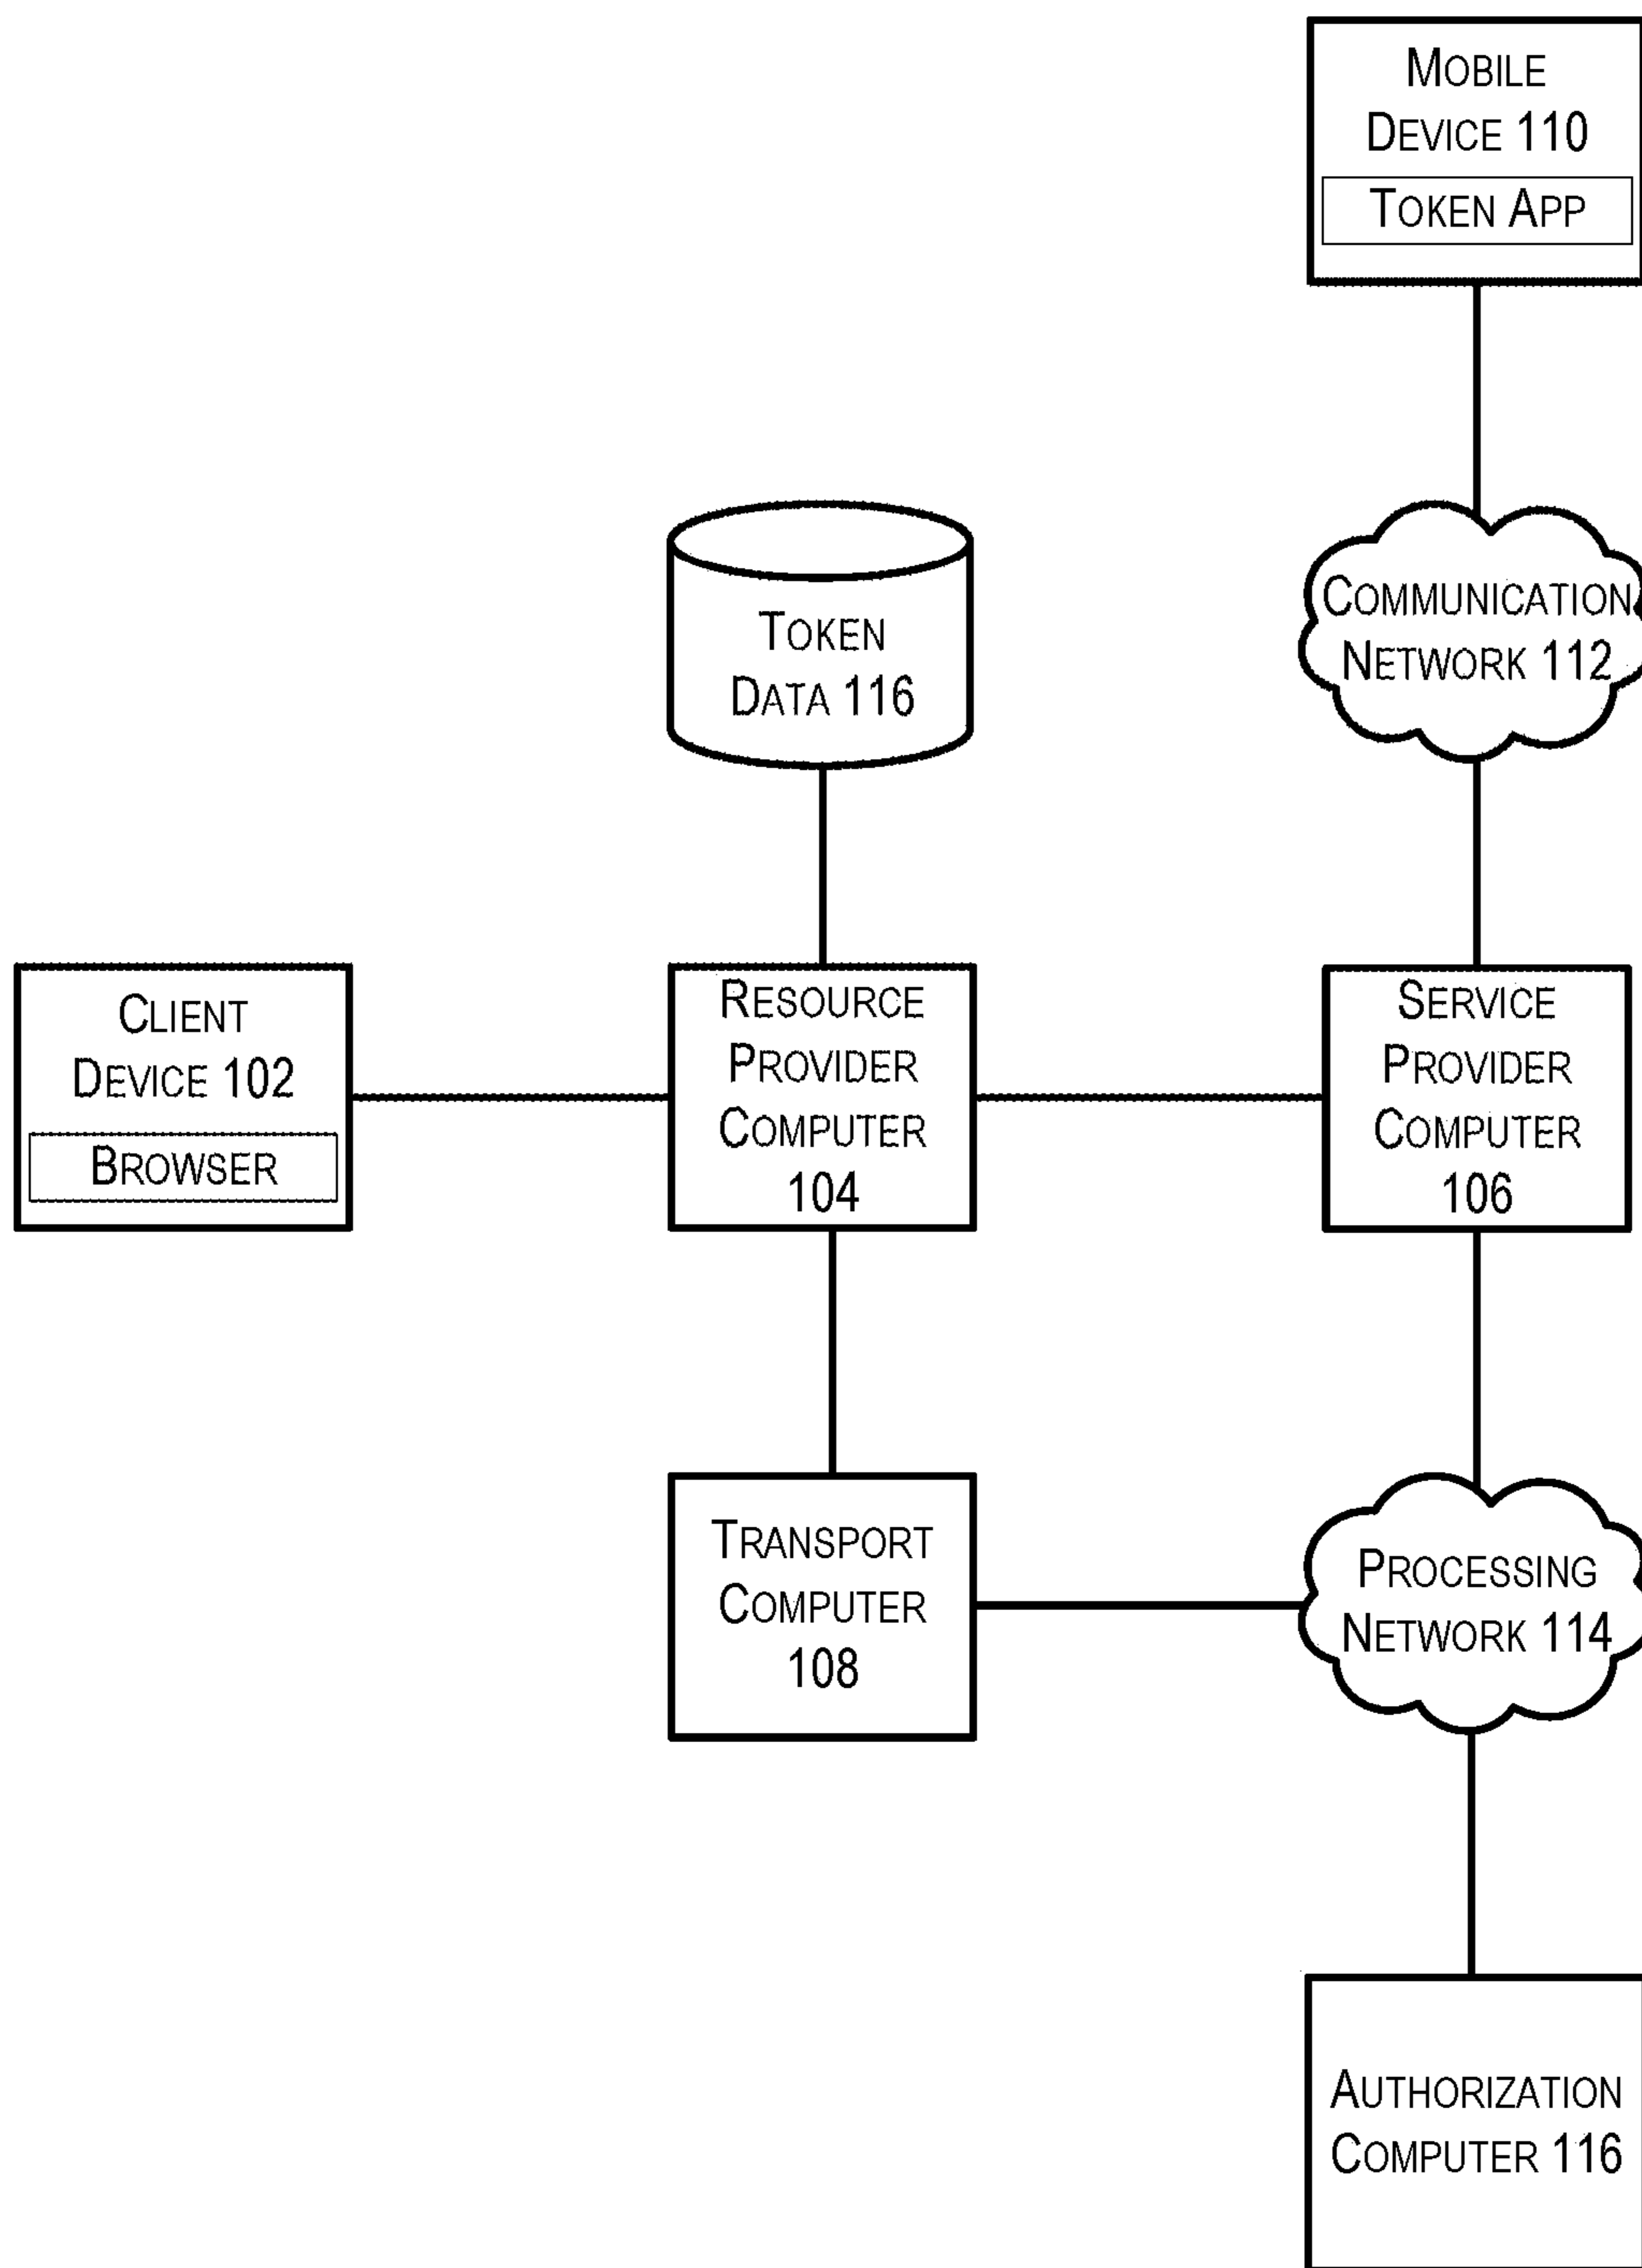 MOBILE
DEVICE 110
TOKEN APP
COMMUNICATION
NETWORK 112
TOKEN
DATA 116
CLIENT
DEVICE 102
BROWSER
RESOURCE
PROVIDER
COMPUTER
104
SERVICE
PROVIDER
COMPUTER
106
TRANSPORT
COMPUTER
108
PROCESSING
NETWORK 114
AUTHORIZATION
COMPUTER 116